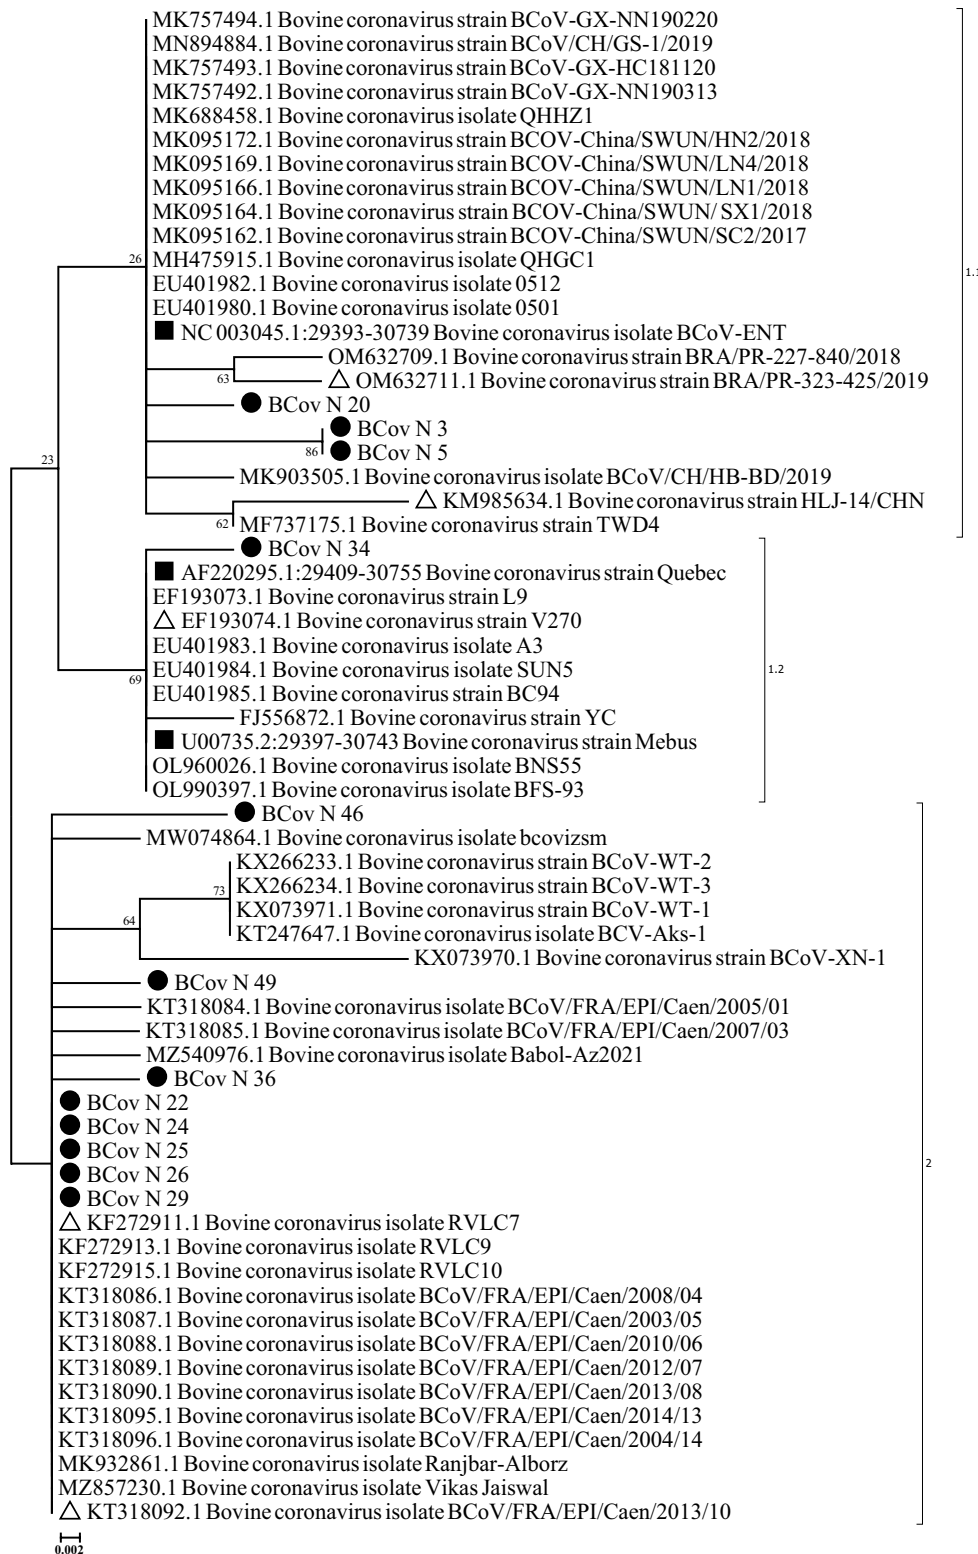 MK757494.1 Bovine coronavirus strain BCoV-GX-NN190220
MN894884.1 Bovine coronavirus strain BCoV/CH/GS-1/2019
MK757493.1 Bovine coronavirus strain BCoV-GX-HC181120
MK757492.1 Bovine coronavirus strain BCoV-GX-NN190313
MK688458.1 Bovine coronavirus isolate QHHZ1
MK095172.1 Bovine coronavirus strain BCOV-China/SWUN/HN2/2018
MK095169.1 Bovine coronavirus strain BCOV-China/SWUN/LN4/2018
MK095166.1 Bovine coronavirus strain BCOV-China/SWUN/LN1/2018
MK095164.1 Bovine coronavirus strain BCOV-China/SWUN/ SX1/2018
MK095162.1 Bovine coronavirus strain BCOV-China/SWUN/SC2/2017
26 MH475915.1 Bovine coronavirus isolate QHGC1
1.1
EU401982.1 Bovine coronavirus isolate 0512
EU401980.1 Bovine coronavirus isolate 0501
NC 003045.1:29393-30739 Bovine coronavirus isolate BCoV-ENT
OM632709.1 Bovine coronavirus strain BRA/PR-227-840/2018
63 OM632711.1 Bovine coronavirus strain BRA/PR-323-425/2019
BCov N 20
BCov N 3
86 BCov N 5
23
MK903505.1 Bovine coronavirus isolate BCoV/CH/HB-BD/2019
KM985634.1 Bovine coronavirus strain HLJ-14/CHN
62 MF737175.1 Bovine coronavirus strain TWD4
BCov N 34
AF220295.1:29409-30755 Bovine coronavirus strain Quebec
EF193073.1 Bovine coronavirus strain L9
EF193074.1 Bovine coronavirus strain V270
EU401983.1 Bovine coronavirus isolate A3
EU401984.1 Bovine coronavirus isolate SUN5
1.2
69
EU401985.1 Bovine coronavirus strain BC94
FJ556872.1 Bovine coronavirus strain YC
U00735.2:29397-30743 Bovine coronavirus strain Mebus
OL960026.1 Bovine coronavirus isolate BNS55
OL990397.1 Bovine coronavirus isolate BFS-93
BCov N 46
MW074864.1 Bovine coronavirus isolate bcovizsm
KX266233.1 Bovine coronavirus strain BCoV-WT-2
73 KX266234.1 Bovine coronavirus strain BCoV-WT-3
KX073971.1 Bovine coronavirus strain BCoV-WT-1
64
KT247647.1 Bovine coronavirus isolate BCV-Aks-1
KX073970.1 Bovine coronavirus strain BCoV-XN-1
BCov N 49
KT318084.1 Bovine coronavirus isolate BCoV/FRA/EPI/Caen/2005/01
KT318085.1 Bovine coronavirus isolate BCoV/FRA/EPI/Caen/2007/03
MZ540976.1 Bovine coronavirus isolate Babol-Az2021
BCov N 36
BCov N 22
BCov N 24
BCov N 25
2
BCov N 26
BCov N 29
KF272911.1 Bovine coronavirus isolate RVLC7
KF272913.1 Bovine coronavirus isolate RVLC9
KF272915.1 Bovine coronavirus isolate RVLC10
KT318086.1 Bovine coronavirus isolate BCoV/FRA/EPI/Caen/2008/04
KT318087.1 Bovine coronavirus isolate BCoV/FRA/EPI/Caen/2003/05
KT318088.1 Bovine coronavirus isolate BCoV/FRA/EPI/Caen/2010/06
KT318089.1 Bovine coronavirus isolate BCoV/FRA/EPI/Caen/2012/07
KT318090.1 Bovine coronavirus isolate BCoV/FRA/EPI/Caen/2013/08
KT318095.1 Bovine coronavirus isolate BCoV/FRA/EPI/Caen/2014/13
KT318096.1 Bovine coronavirus isolate BCoV/FRA/EPI/Caen/2004/14
MK932861.1 Bovine coronavirus isolate Ranjbar-Alborz
MZ857230.1 Bovine coronavirus isolate Vikas Jaiswal
KT318092.1 Bovine coronavirus isolate BCoV/FRA/EPI/Caen/2013/10
0.002